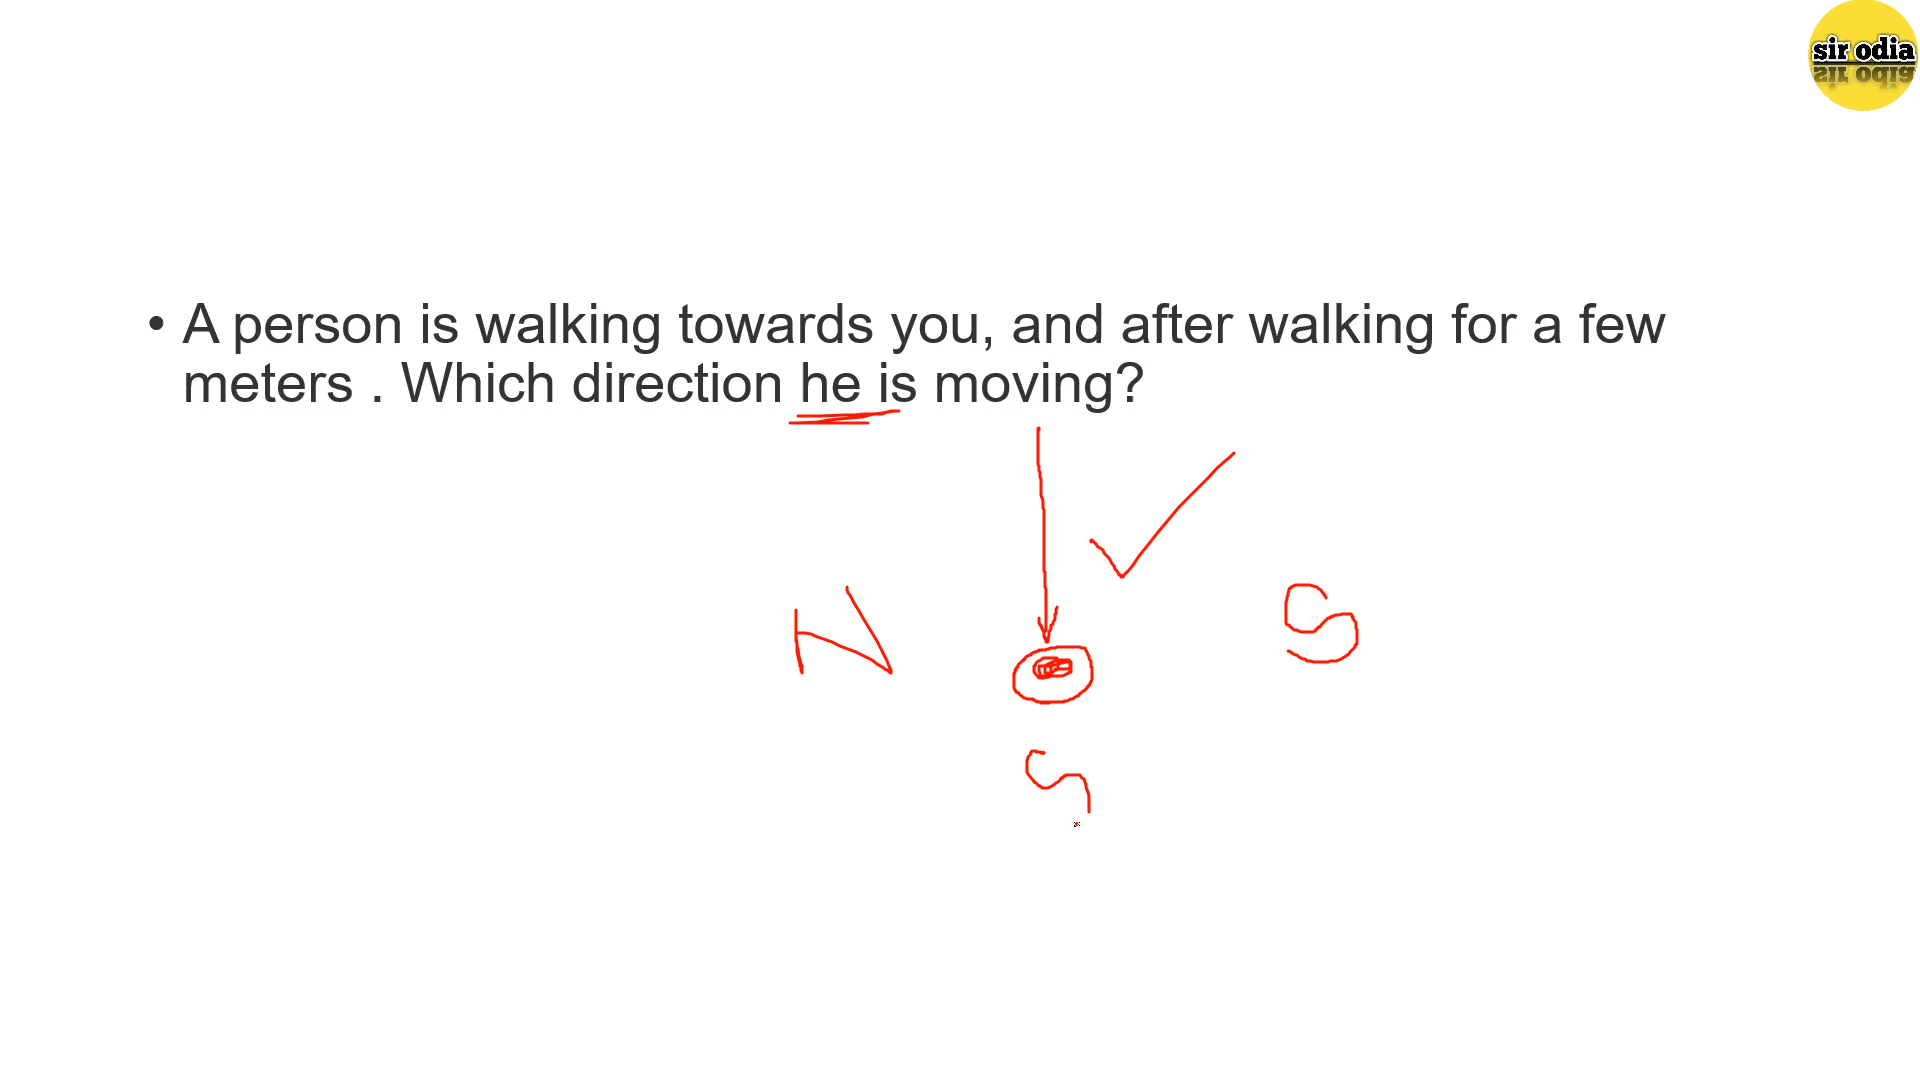 sir odia
• A person is walking towards you, and after walking for a few
meters . Which direction he is moving?
N
S
S